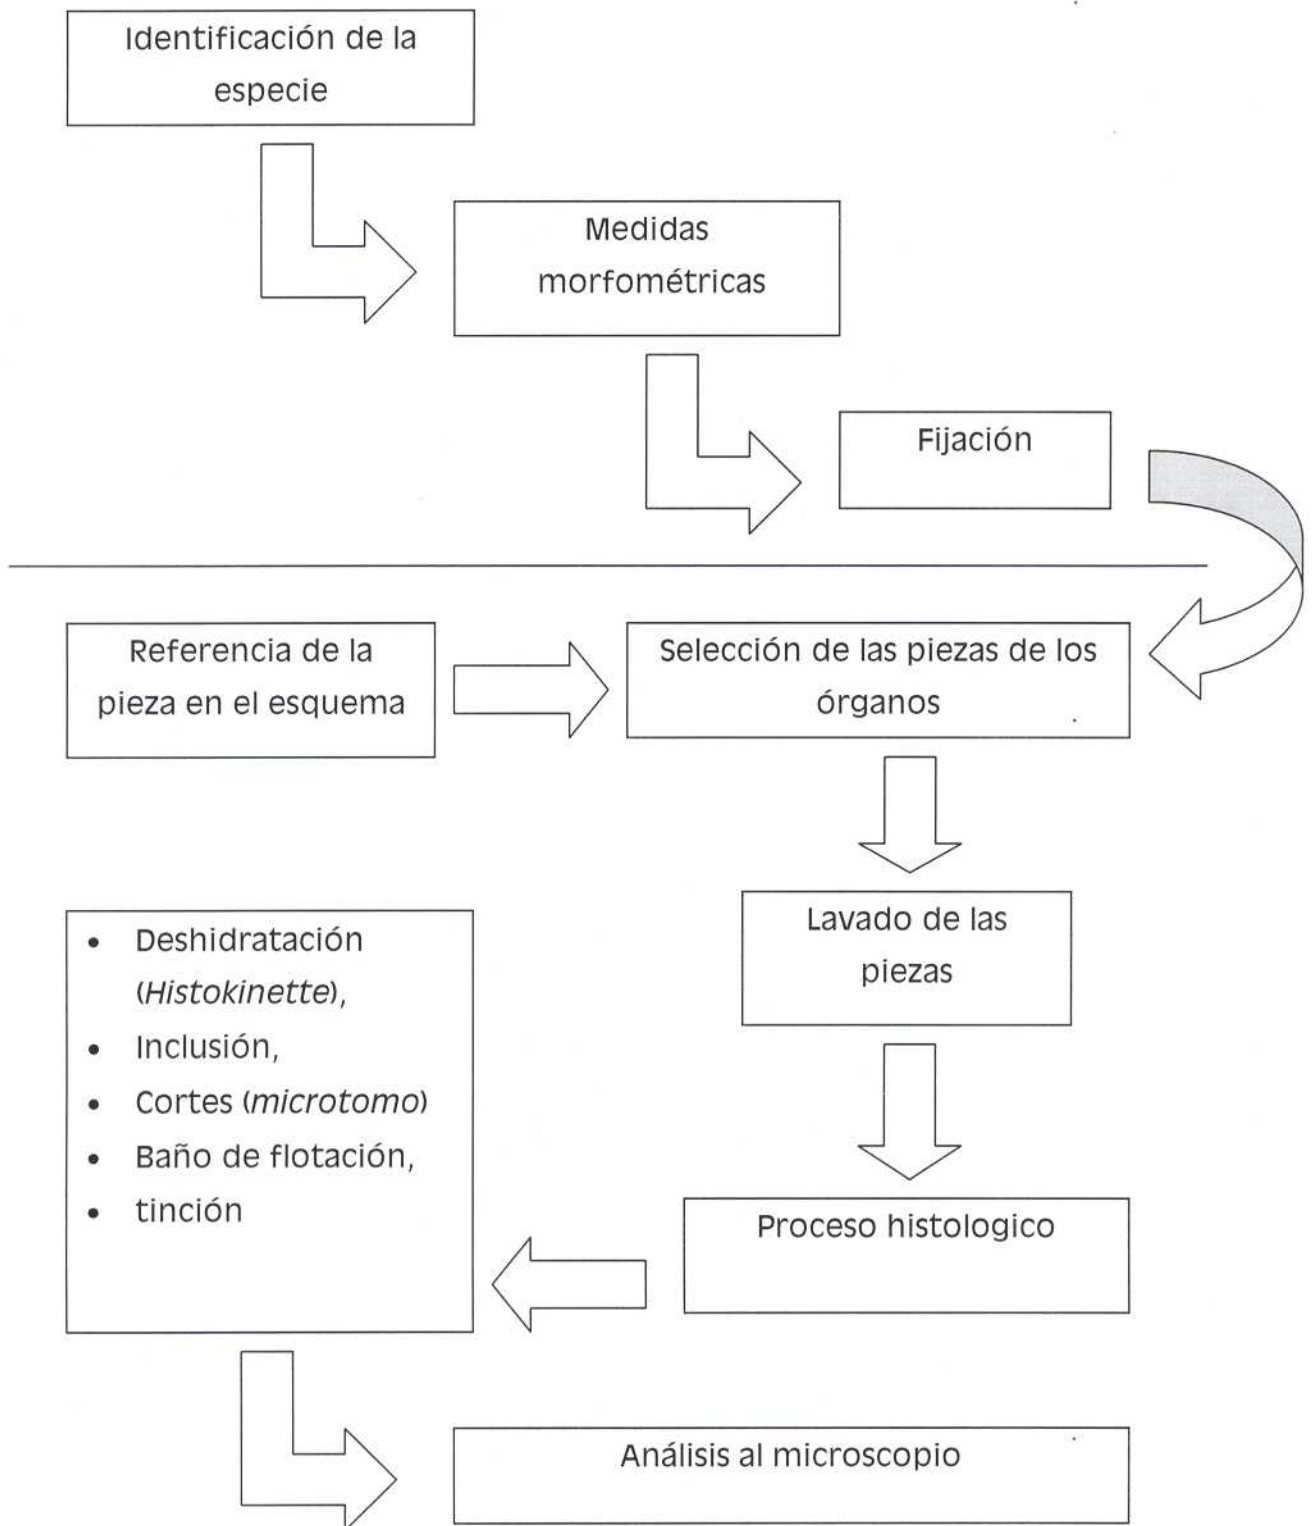 Identificación de la
especie
Medidas
morfométricas
Fijación
Referencia de la
pieza en el esquema
Selección de las piezas de los
órganos
Lavado de las
piezas
• Deshidratación
(Histokinette),
• Inclusión,
• Cortes (microtomo)
• Baño de flotación,
• tinción
Proceso histologico
Análisis al microscopio